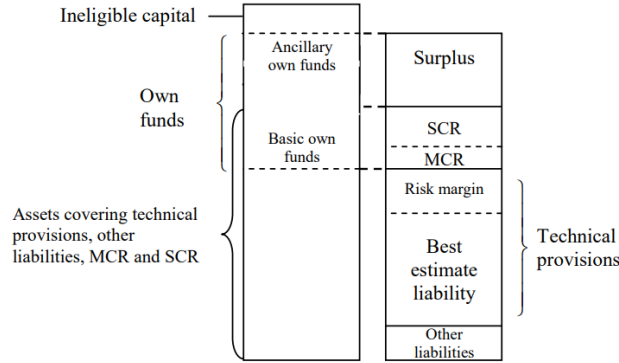 Ineligible capital
Ancillary
own funds
Surplus
Own
funds
SCR
Basic own
funds
MCR
Risk margin
Assets covering technical
provisions, other
liabilities, MCR and SCR
Technical
provisions
Best
estimate
liability
Other
liabilities